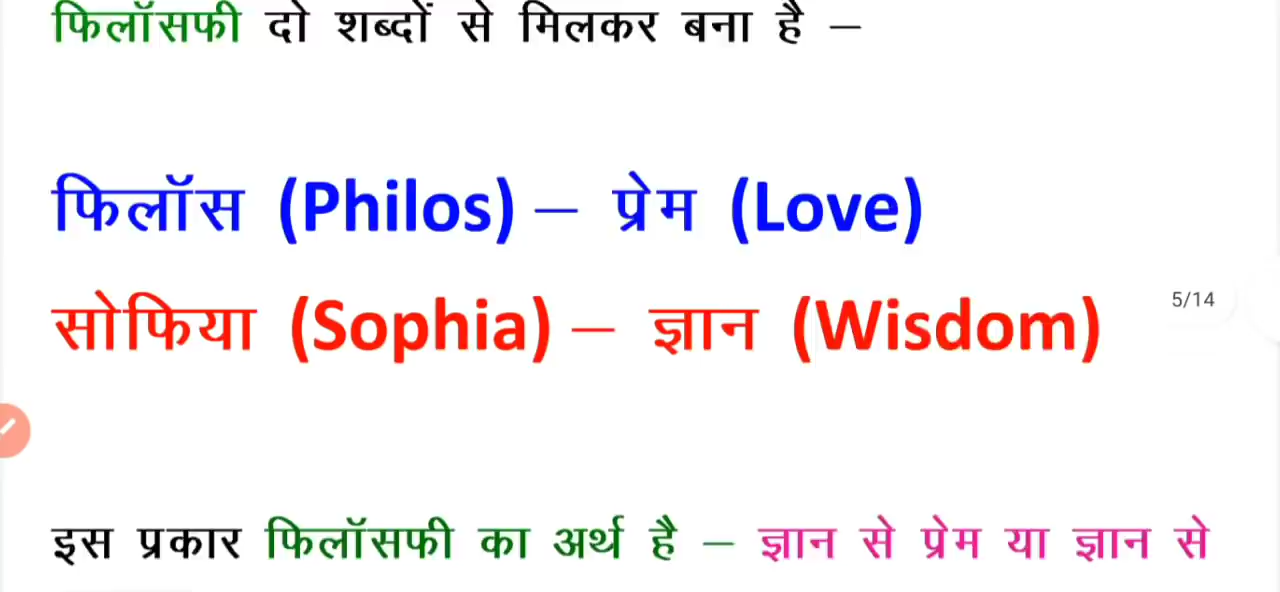 फिलॉसफी दो शब्दों से मिलकर बना है –
फिलॉस (Philos) – प्रेम (Love)
सोफिया (Sophia) – ज्ञान (Wisdom)
5/14
इस प्रकार फिलॉसफी का अर्थ है – ज्ञान से प्रेम या ज्ञान से